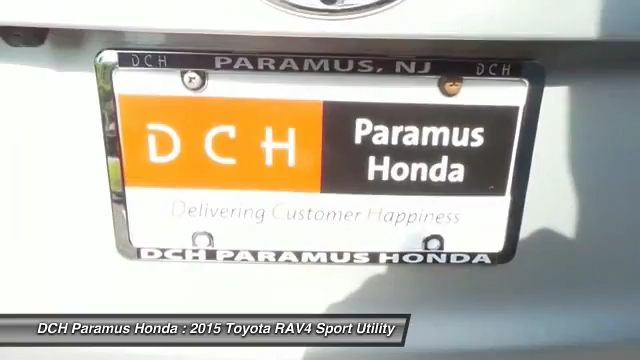 DCH PARAMUS, NJ DCH
DCH Paramus
Honda
Delivering Customer Happiness
DCH PARAMUS HONDA
DCH Paramus Honda : 2015 Toyota RAV4 Sport Utility